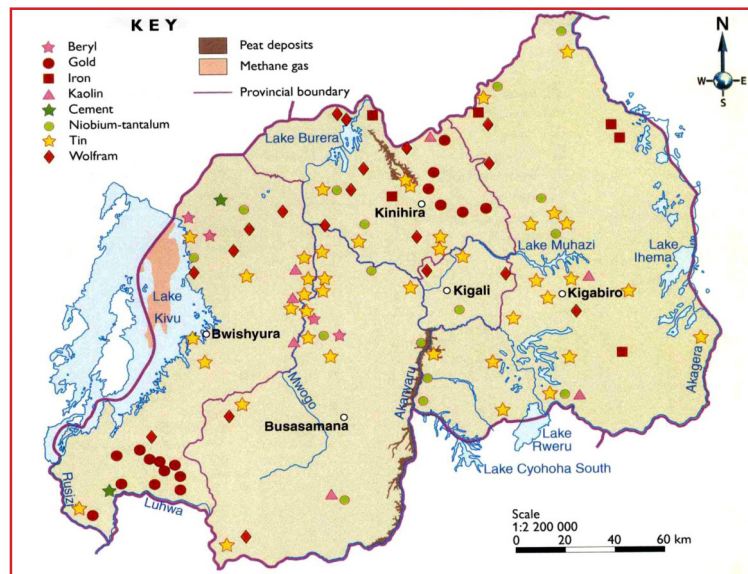 KEY
Beryl
Gold
Iron
Kaolin
Cement
Niobium-tantalum
Tin
Wolfram
Peat deposits
Methane gas
Provincial boundary
N
W
E
S
Lake Burera
Kinihira
Lake Muhazi
Lake
Ihema
Lake
Kivu
Kigali
Kigabiro
Bwishyura
Mwogo
Akanyaru
Akagera
Busasamana
Lake
Rweru
Lake Cyohoha South
Rusizi
Luhwa
Scale
1:2 200 000
0 20 40 60 km